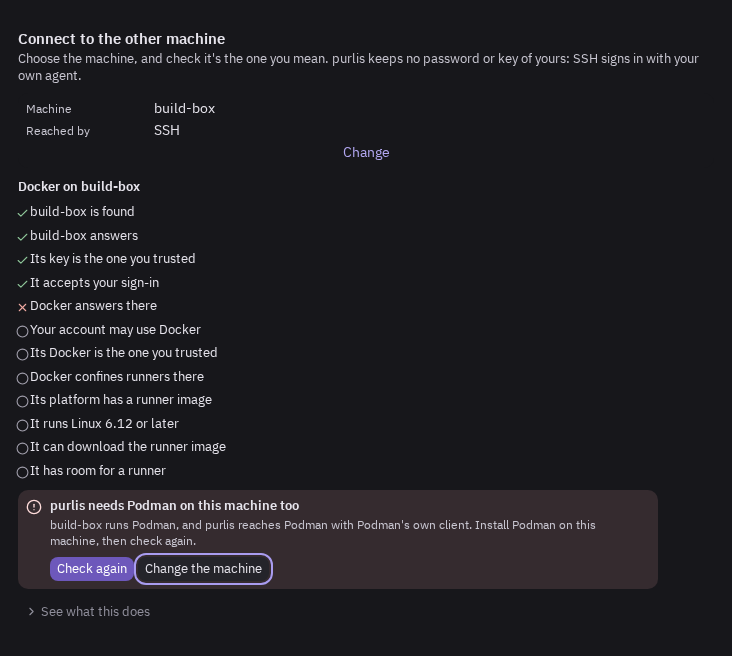 Connect to the other machine
Choose the machine, and check it's the one you mean. purlis keeps no password or key of yours: SSH signs in with your
own agent.
Machine build-box
Reached by SSH
Change
Docker on build-box
build-box is found
build-box answers
Its key is the one you trusted
It accepts your sign-in
Docker answers there
Your account may use Docker
Its Docker is the one you trusted
Docker confines runners there
Its platform has a runner image
It runs Linux 6.12 or later
It can download the runner image
It has room for a runner
purlis needs Podman on this machine too
build-box runs Podman, and purlis reaches Podman with Podman's own client. Install Podman on this
machine, then check again.
Check again Change the machine
See what this does